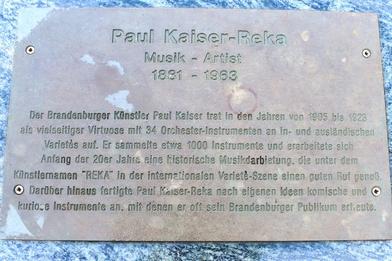 Paul Kaiser-Reka
Musik - Artist
1881 - 1963
Der Brandenburger Künstler Paul Kaiser trat in den Jahren von 1905 bis 1923
als vielseitiger Virtuose mit 34 Orchester-Instrumenten an in- und ausländischen
Varietés auf. Er sammelte etwa 1000 Instrumente und erarbeitete sich
Anfang der 20er Jahre eine historische Musikdarbietung, die unter dem
Künstlernamen "REKA" in der internationalen Varieté-Szene einen guten Ruf genoß.
Darüber hinaus fertigte Paul Kaiser-Reka nach eigenen Ideen komische und
kuriose Instrumente an, mit denen er oft sein Brandenburger Publikum erfreute.